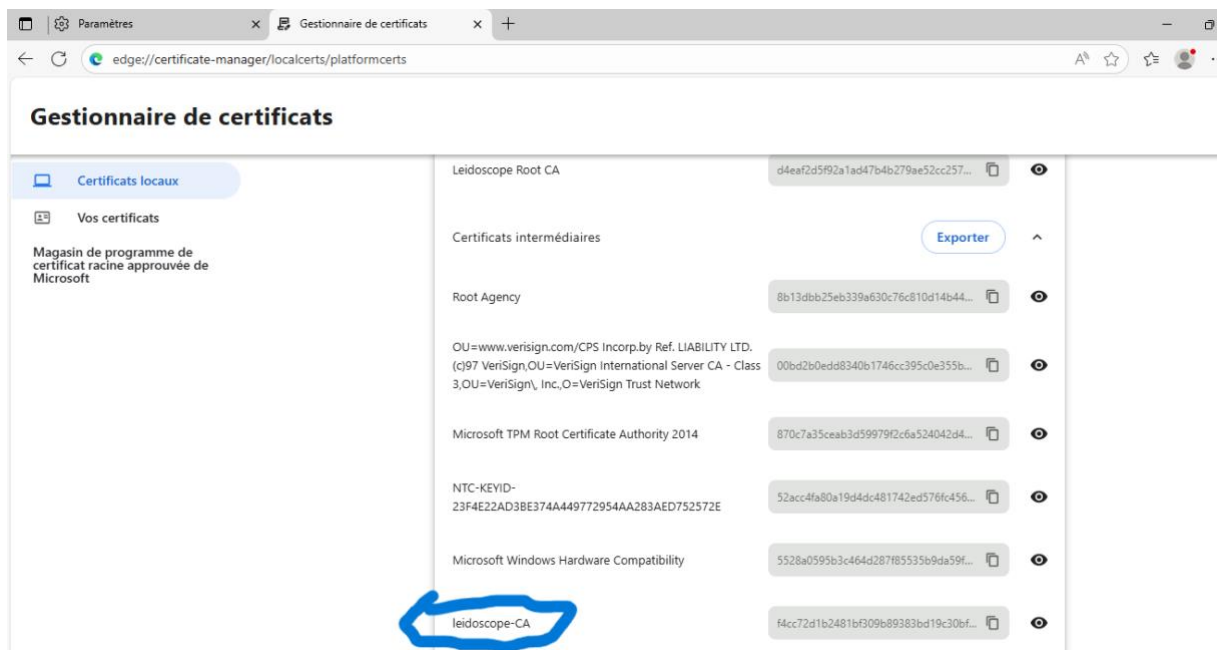 Paramètres
Gestionnaire de certificats
edge://certificate-manager/localcerts/platformcerts
Gestionnaire de certificats
Certificats locaux
Vos certificats
Magasin de programme de
certificat racine approuvée de
Microsoft
Leidoscope Root CA d4eaf2d5f92a1ad47b4b279ae52cc257...
Certificats intermédiaires Exporter
Root Agency 8b13dbb25eb339a630c76c810d14b44...
OU=www.verisign.com/CPS Incorp.by Ref. LIABILITY LTD.
(c)97 VeriSign,OU=VeriSign International Server CA - Class 00bd2b0edd8340b1746cc395c0e355b...
3,OU=VeriSign\, Inc.,O=VeriSign Trust Network
Microsoft TPM Root Certificate Authority 2014 870c7a35ceab3d59979f2c6a524042d4...
NTC-KEYID-
23F4E22AD3BE374A449772954AA283AED752572E 52acc4fa80a19d4dc481742ed576fc456...
Microsoft Windows Hardware Compatibility 5528a0595b3c464d287f85535b9da59f...
leidoscope-CA f4cc72d1b2481bf309b89383bd19c30bf...